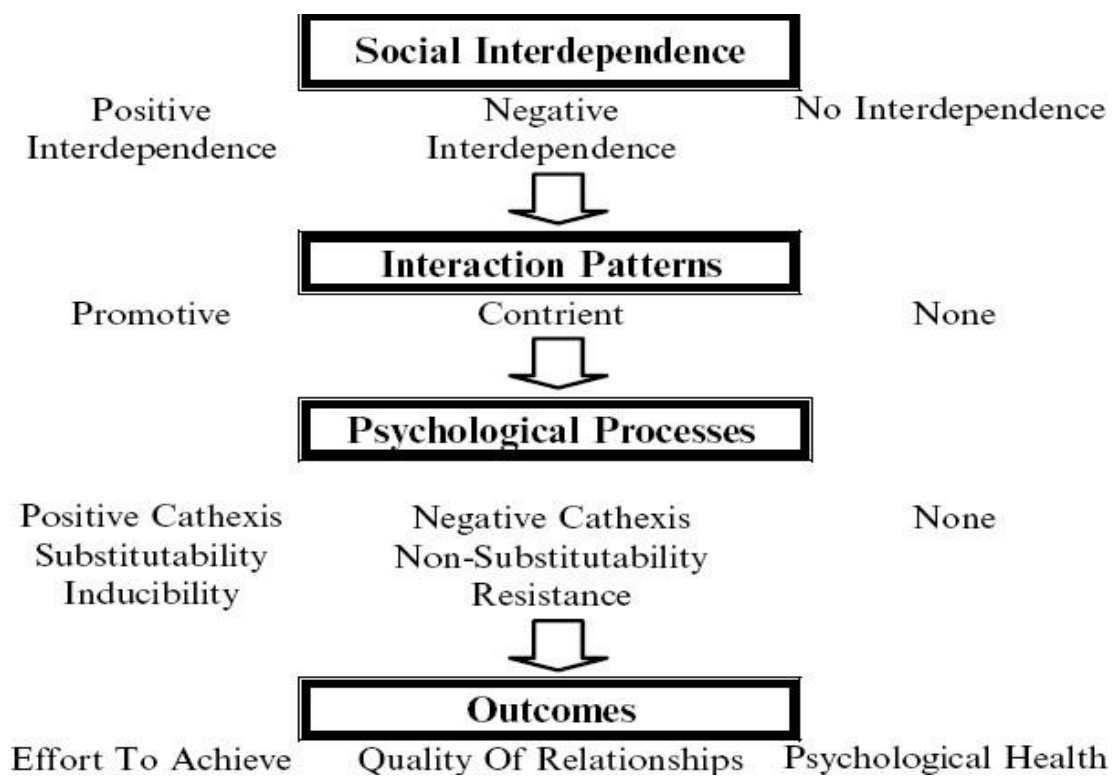 Social Interdependence
Positive Interdependence
Negative Interdependence
No Interdependence
Interaction Patterns
Promotive
Contrient
None
Psychological Processes
Positive Cathexis
Substitutability
Inducibility
Negative Cathexis
Non-Substitutability
Resistance
None
Outcomes
Effort To Achieve
Quality Of Relationships
Psychological Health